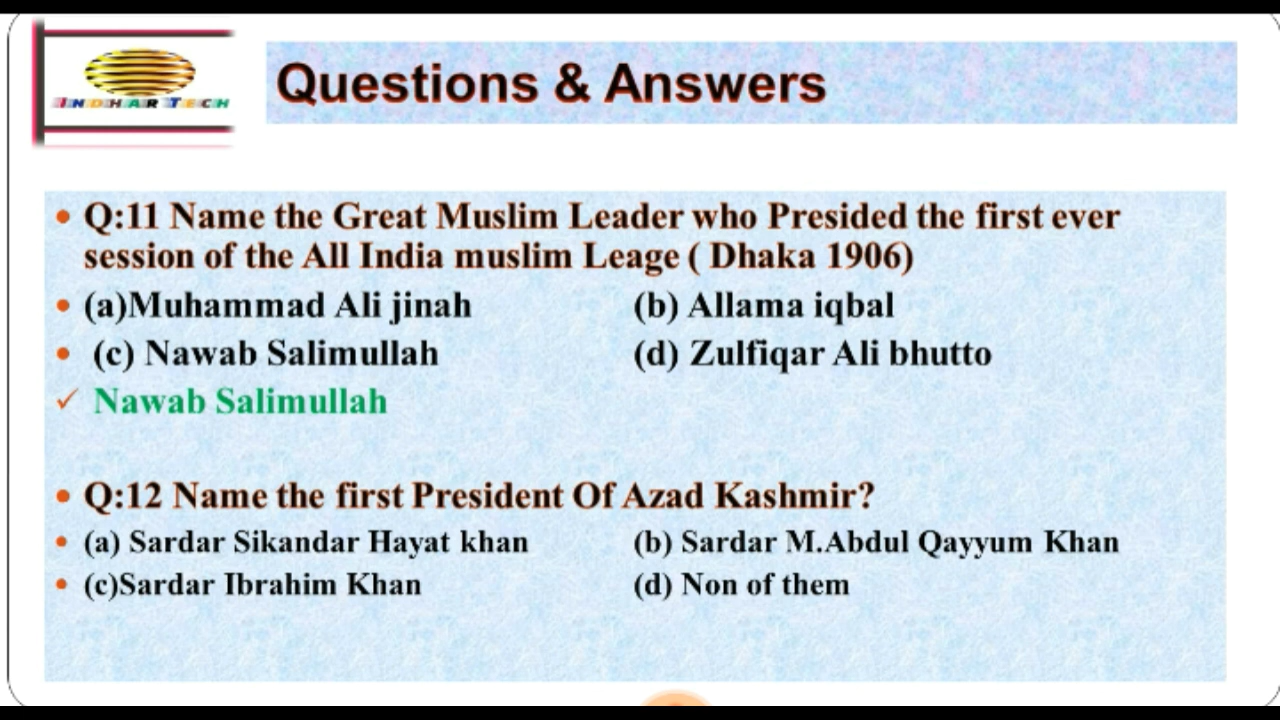 INDHAR TECH
Questions & Answers
Q:11 Name the Great Muslim Leader who Presided the first ever
session of the All India muslim Leage ( Dhaka 1906)
(a)Muhammad Ali jinah (b) Allama iqbal
(c) Nawab Salimullah (d) Zulfiqar Ali bhutto
Nawab Salimullah
Q:12 Name the first President Of Azad Kashmir?
(a) Sardar Sikandar Hayat khan (b) Sardar M.Abdul Qayyum Khan
(c)Sardar Ibrahim Khan (d) Non of them